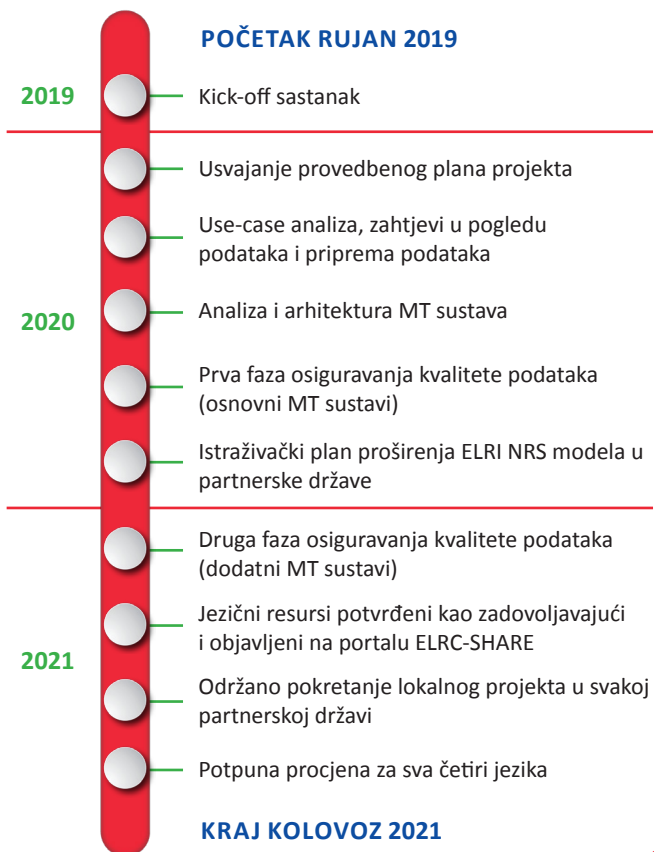 POČETAK RUJAN 2019
2019
Kick-off sastanak
Usvajanje provedbenog plana projekta
Use-case analiza, zahtjevi u pogledu
podataka i priprema podataka
2020
Analiza i arhitektura MT sustava
Prva faza osiguravanja kvalitete podataka
(osnovni MT sustavi)
Istraživački plan proširenja ELRI NRS modela u
partnerske države
Druga faza osiguravanja kvalitete podataka
(dodatni MT sustavi)
Jezični resursi potvrđeni kao zadovoljavajući
i objavljeni na portalu ELRC-SHARE
2021
Održano pokretanje lokalnog projekta u svakoj
partnerskoj državi
Potpuna procjena za sva četiri jezika
KRAJ KOLOVOZ 2021